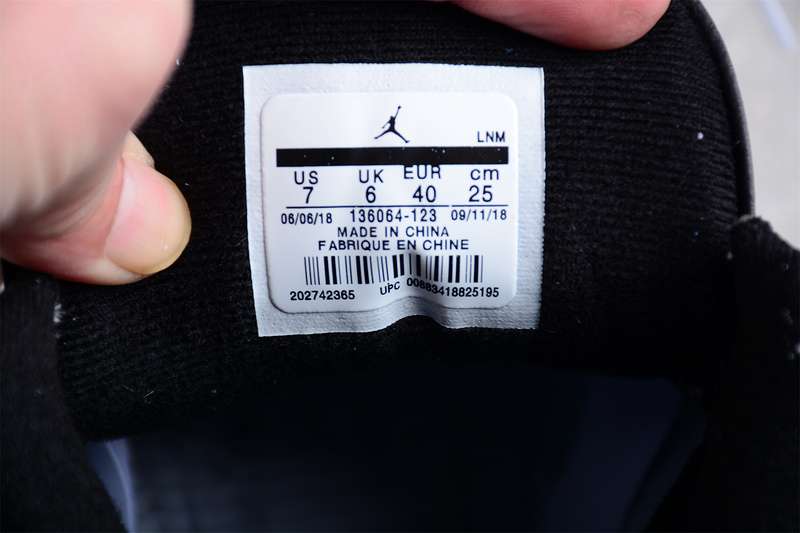 LNM
US UK EUR cm
7 6 40 25
06/06/18 136064-123 09/11/18
MADE IN CHINA
FABRIQUE EN CHINE
202742365 UPC 00883418825195